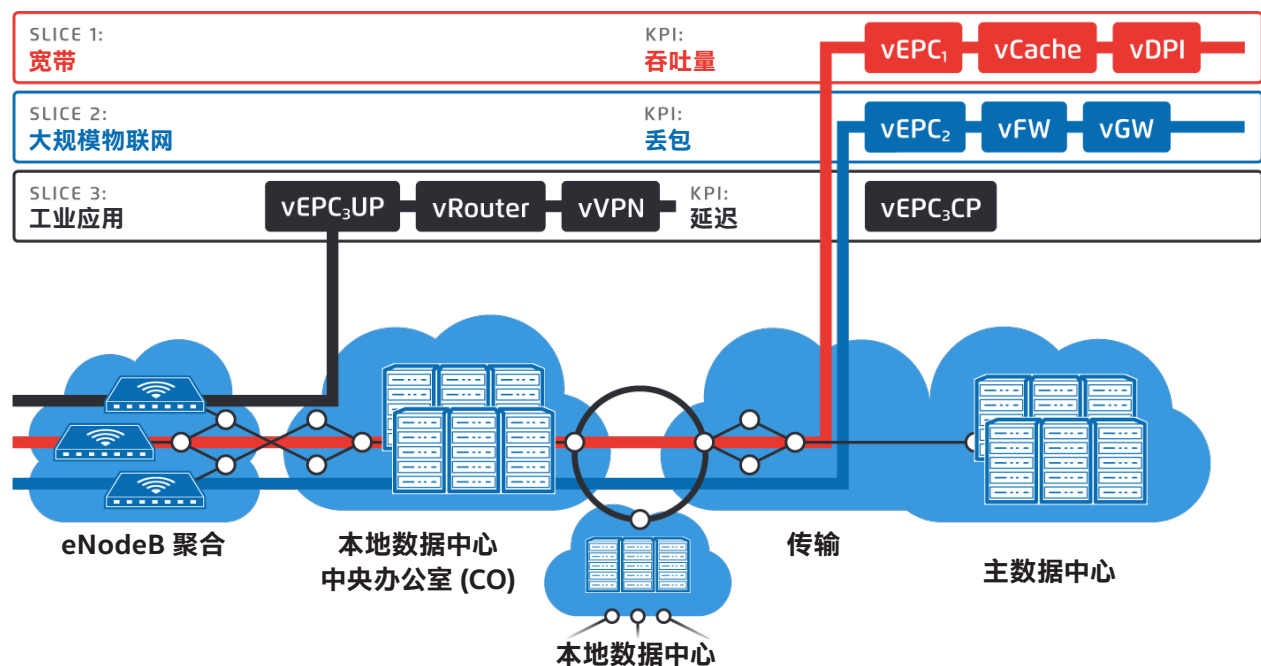 SLICE 1:
宽带
KPI:
吞吐量
vEPC₁
vCache
vDPI
SLICE 2:
大规模物联网
KPI:
丢包
vEPC₂
vFW
vGW
SLICE 3:
工业应用
vEPC₃UP
vRouter
vVPN
KPI:
延迟
vEPC₃CP
eNodeB 聚合
本地数据中心
中央办公室 (CO)
传输
主数据中心
本地数据中心